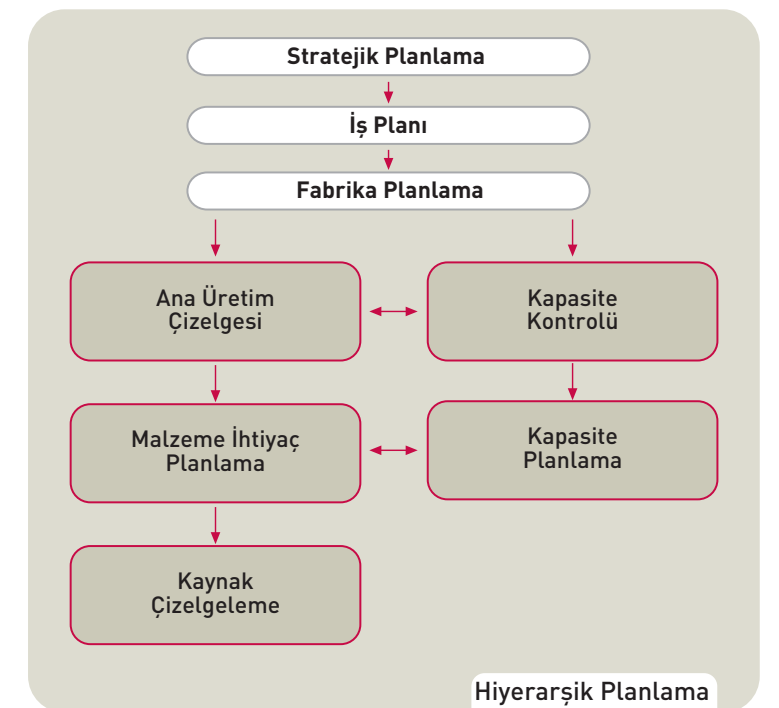 Stratejik Planlama
İş Planı
Fabrika Planlama
Ana Üretim
Çizelgesi
Kapasite
Kontrolü
Malzeme İhtiyaç
Planlama
Kapasite
Planlama
Kaynak
Çizelgeleme
Hiyerarşik Planlama